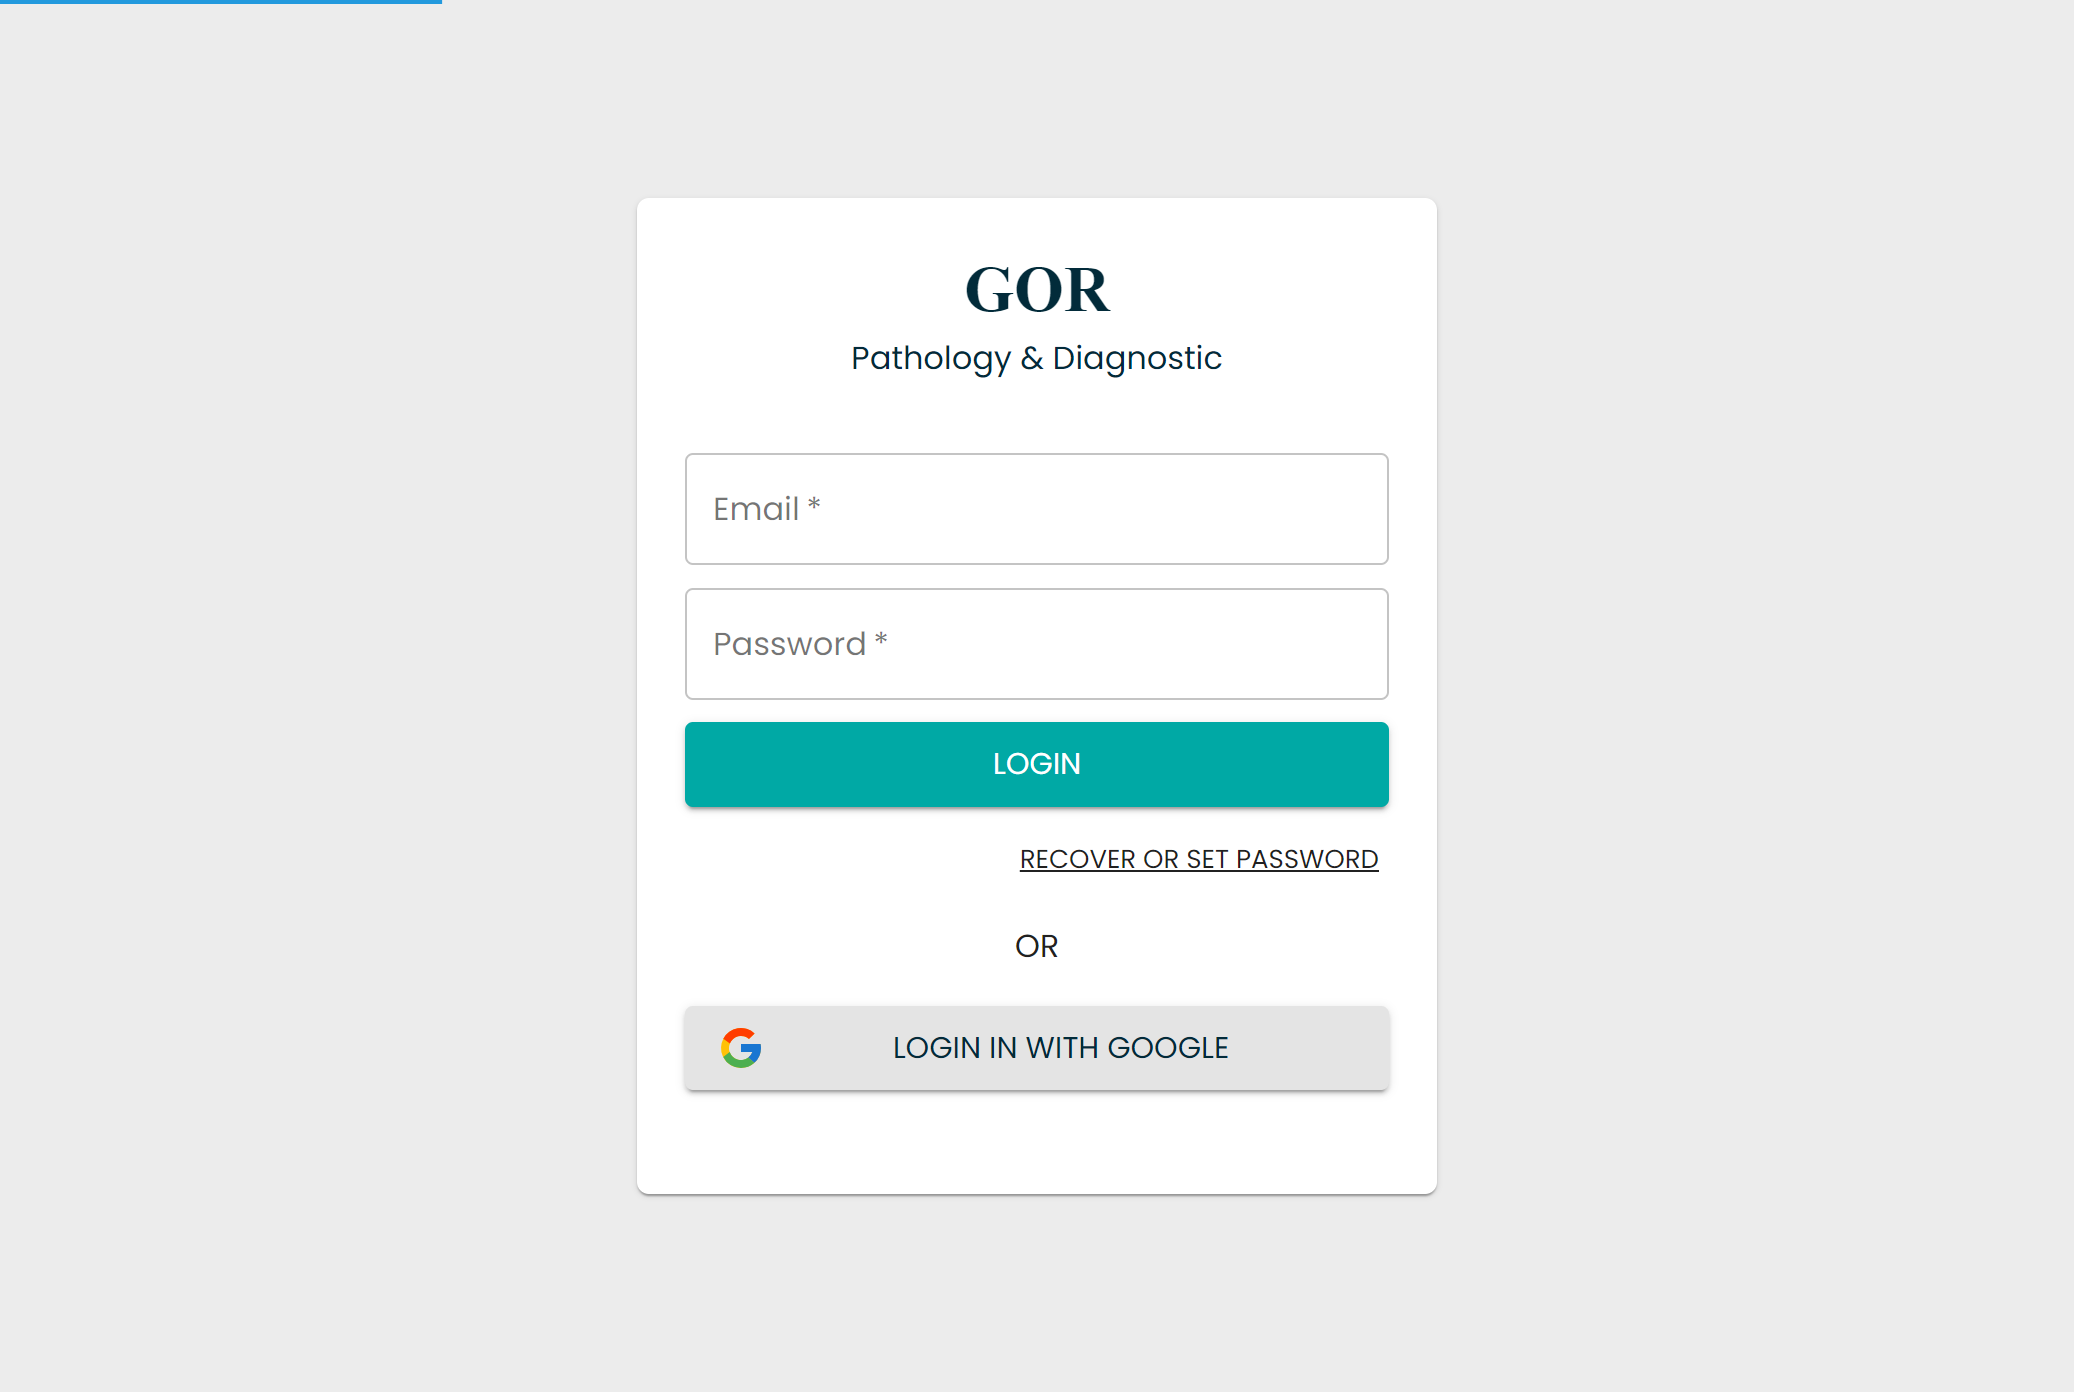 GOR
Pathology & Diagnostic
Email *
Password *
LOGIN
RECOVER OR SET PASSWORD
OR
LOGIN IN WITH GOOGLE